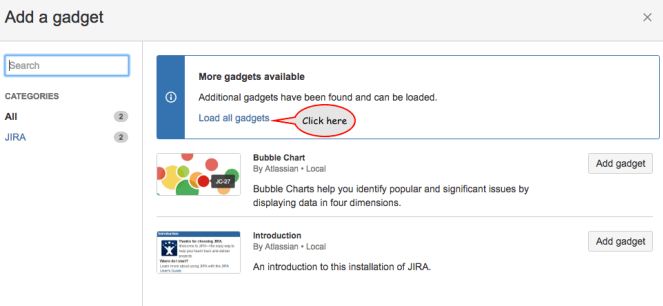 Add a gadget
×
Search
CATEGORIES
All 2
JIRA 2
More gadgets available
Additional gadgets have been found and can be loaded.
Load all gadgets
Click here
Bubble Chart
By Atlassian • Local
Add gadget
Bubble Charts help you identify popular and significant issues by
displaying data in four dimensions.
JC-27
Introduction
By Atlassian • Local
Add gadget
An introduction to this installation of JIRA.
Introduction
Thanks for choosing JIRA
Where do I start?
User's Guide